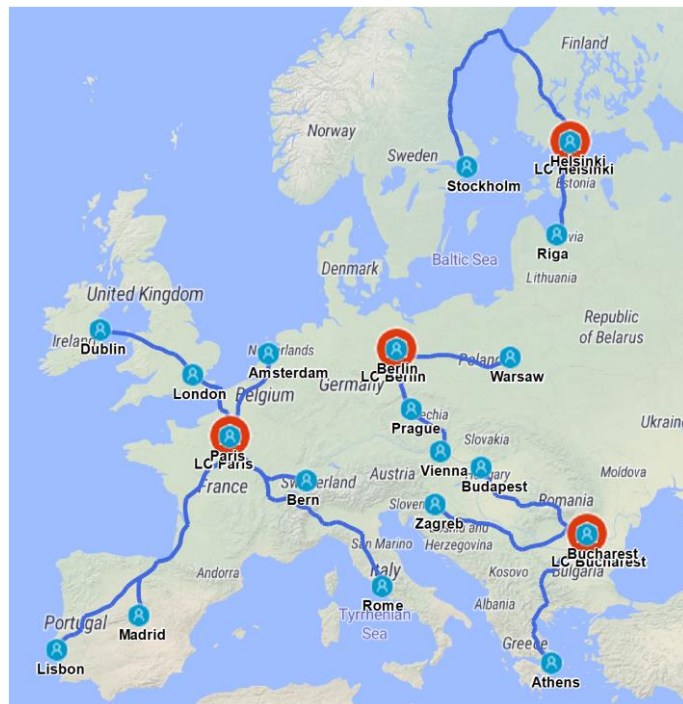 Finland
Norway
Helsinki
LC Helsinki
Sweden
Estonia
Stockholm
Riga
Baltic Sea
Lithuania
Denmark
United Kingdom
Republic
of Belarus
Ireland
Dublin
Netherlands
Berlin
LC Berlin
Poland
Warsaw
Amsterdam
London
Germany
Belgium
Prague
Ukraine
Paris
LC Paris
Slovakia
Vienna
Moldova
Austria
Hungary
Budapest
France
Bern
Romania
Zagreb
Bosnia and
Herzegovina
Bucharest
LC Bucharest
San Marino
Andorra
Italy
Kosovo
Bulgaria
Rome
Albania
Portugal
Madrid
Tyrrhenian
Sea
Greece
Lisbon
Athens